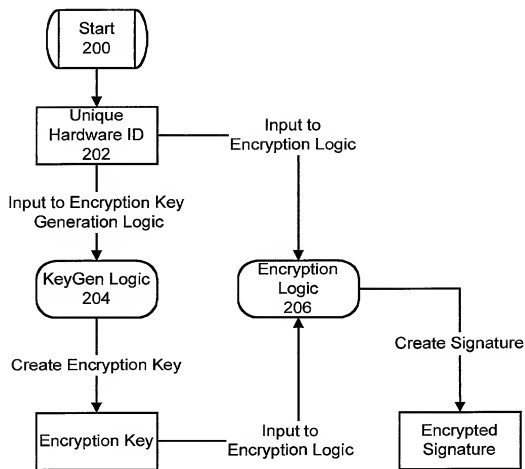 Start
200
Unique
Hardware ID
202
Input to
Encryption Logic
Input to Encryption Key
Generation Logic
KeyGen Logic
204
Encryption
Logic
206
Create Signature
Create Encryption Key
Encryption Key
Input to
Encryption Logic
Encrypted
Signature